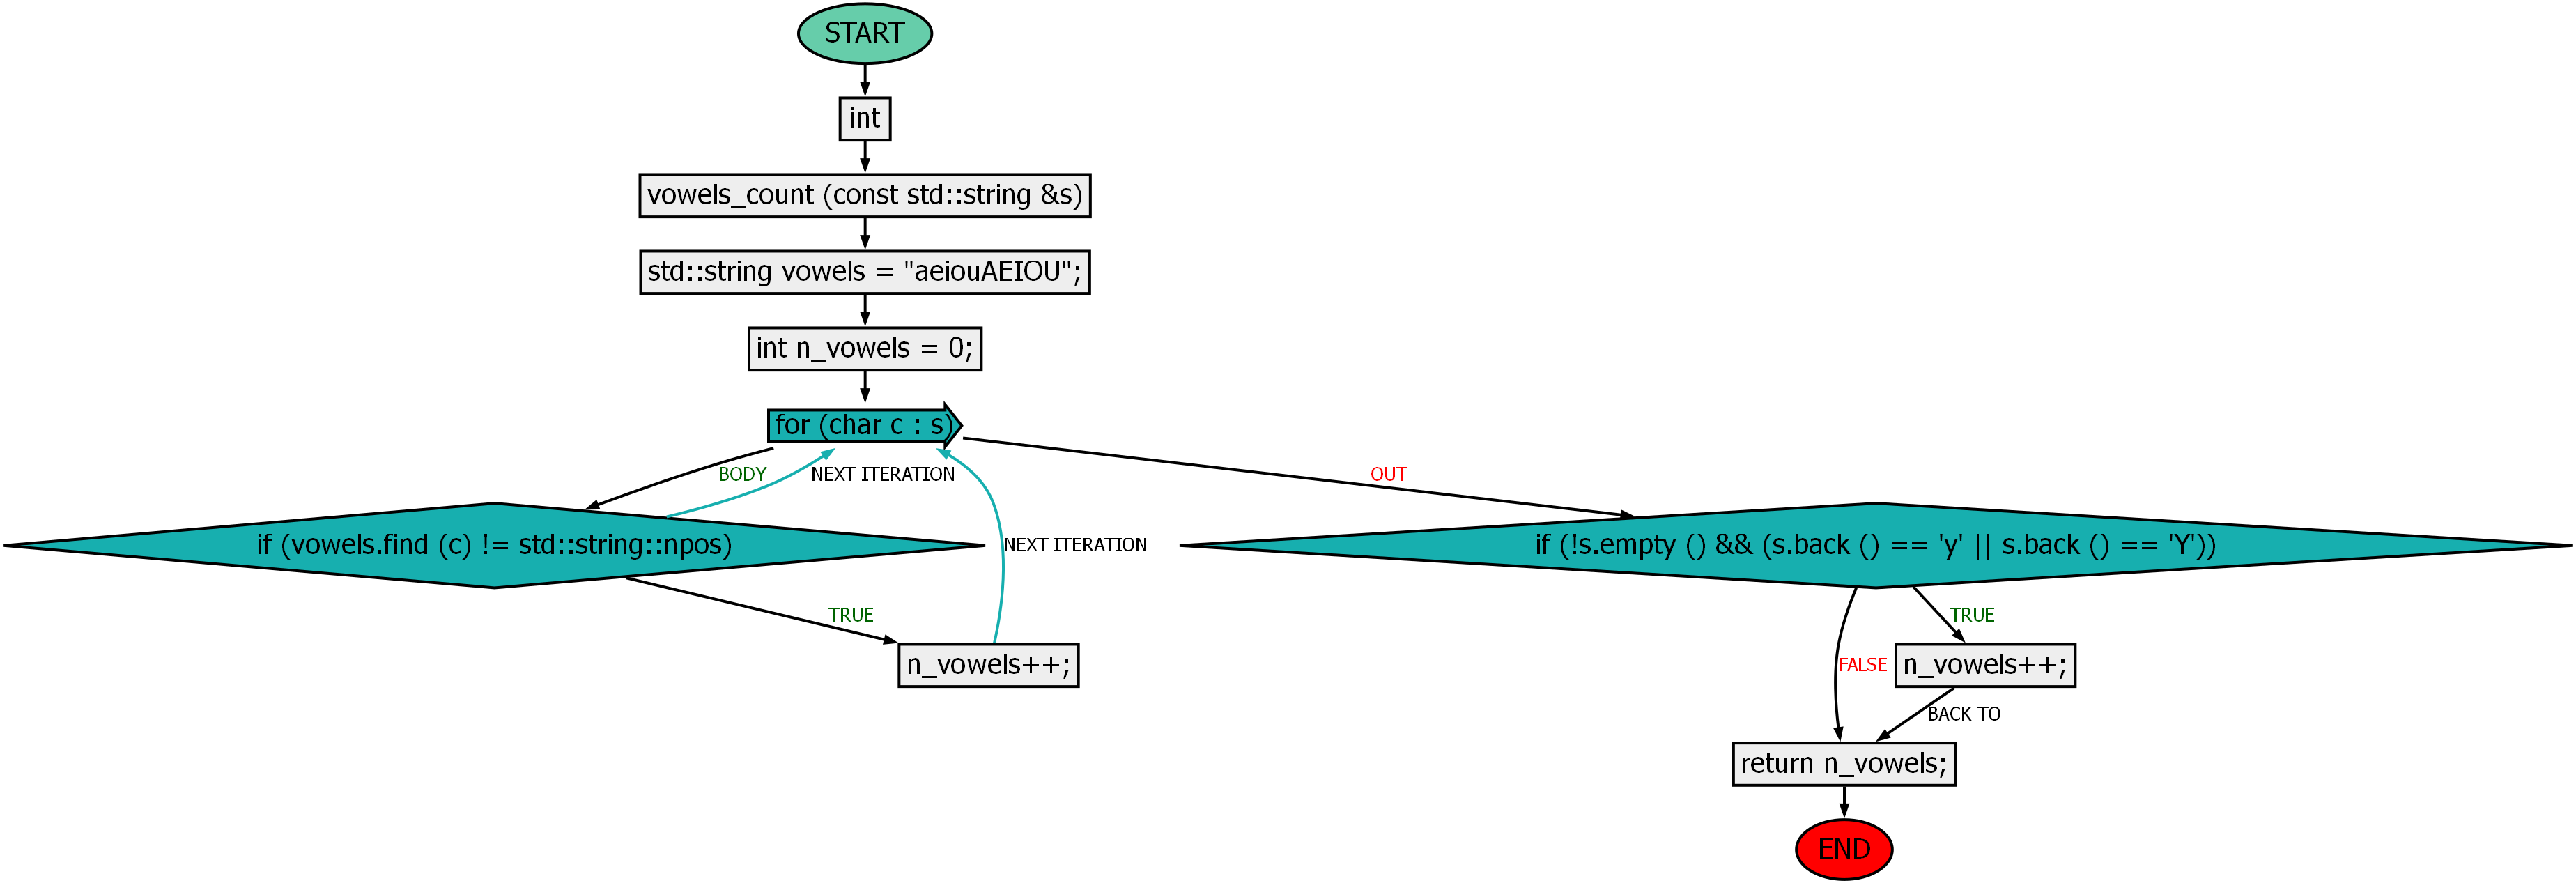 START
int
vowels_count (const std::string &s)
std::string vowels = "aeiouAEIOU";
int n_vowels = 0;
for (char c : s)
BODY
NEXT ITERATION
OUT
if (vowels.find (c) != std::string::npos)
NEXT ITERATION
if (!s.empty () && (s.back () == 'y' || s.back () == 'Y'))
TRUE
TRUE
n_vowels++;
FALSE
n_vowels++;
BACK TO
return n_vowels;
END